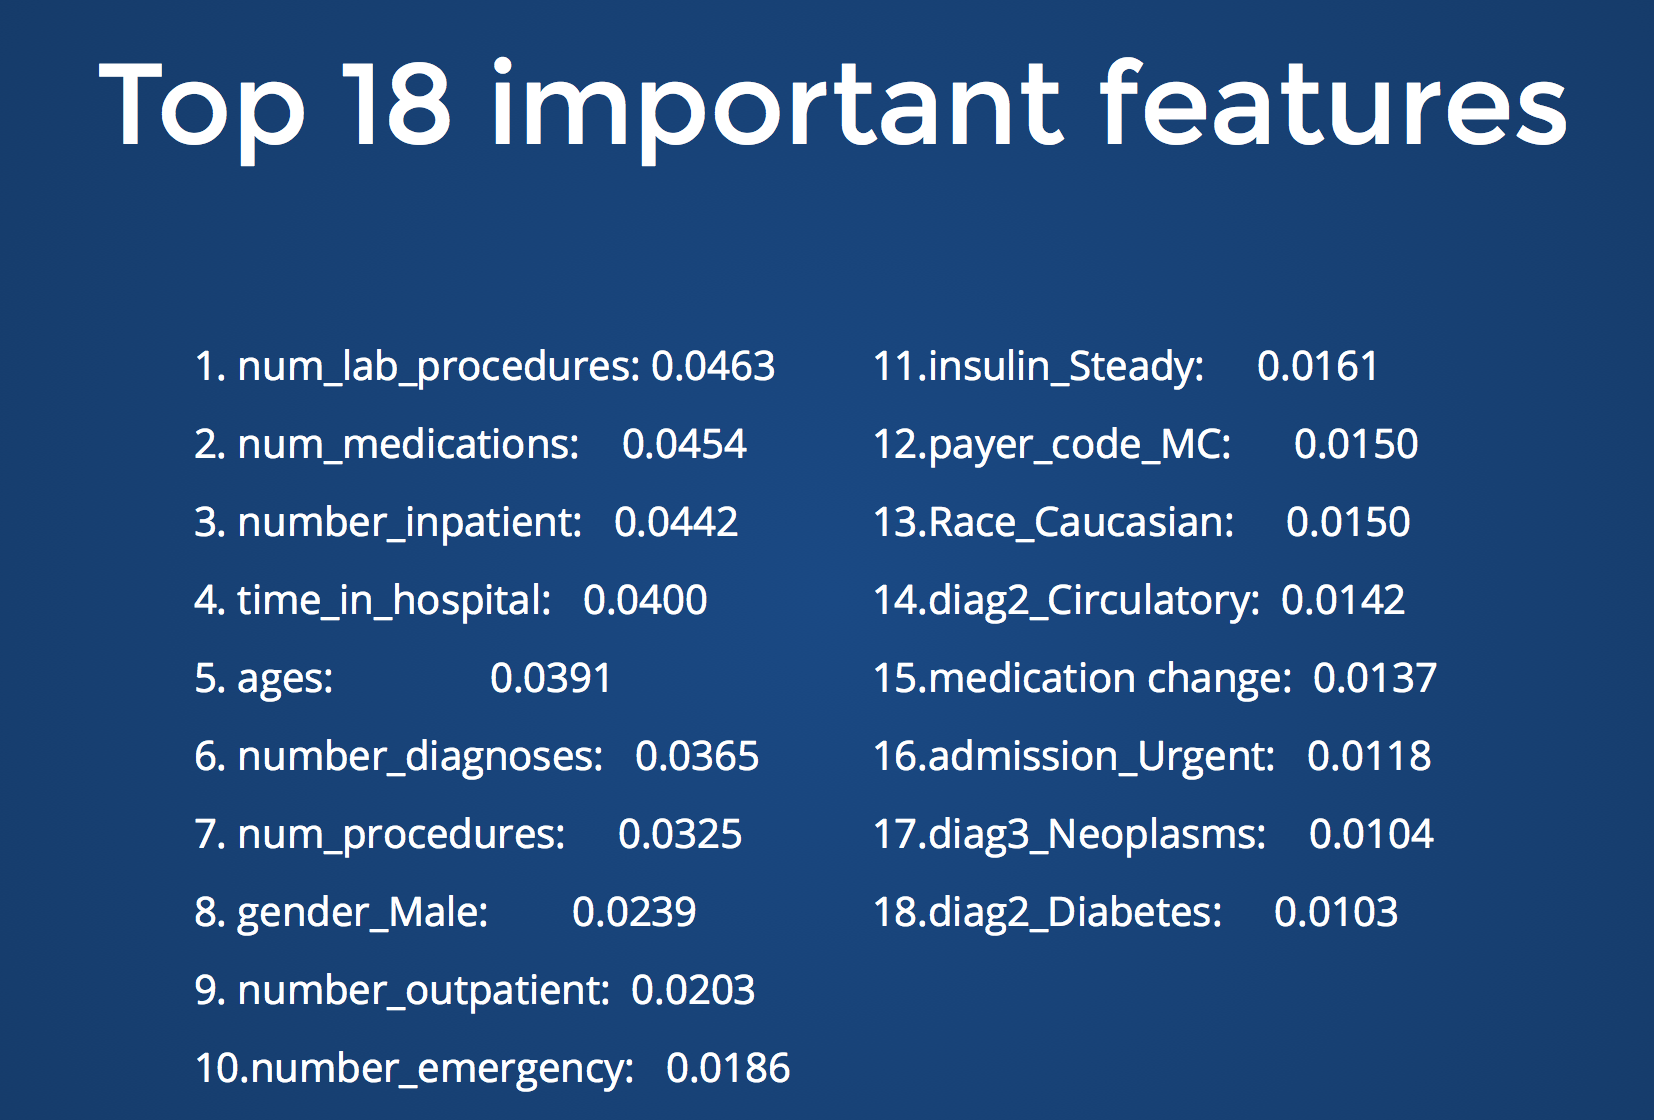 Top 18 important features
1. num_lab_procedures: 0.0463
2. num_medications: 0.0454
3. number_inpatient: 0.0442
4. time_in_hospital: 0.0400
5. ages: 0.0391
6. number_diagnoses: 0.0365
7. num_procedures: 0.0325
8. gender_Male: 0.0239
9. number_outpatient: 0.0203
10.number_emergency: 0.0186
11.insulin_Steady: 0.0161
12.payer_code_MC: 0.0150
13.Race_Caucasian: 0.0150
14.diag2_Circulatory: 0.0142
15.medication change: 0.0137
16.admission_Urgent: 0.0118
17.diag3_Neoplasms: 0.0104
18.diag2_Diabetes: 0.0103